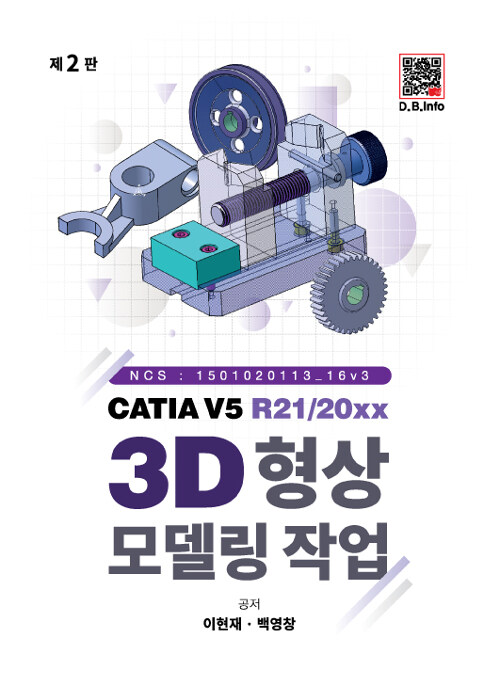 제2판
D.B.Info
NCS : 1501020113_16v3
CATIA V5 R21/20xx
3D 형상
모델링 작업
공저
이현재 · 백영창